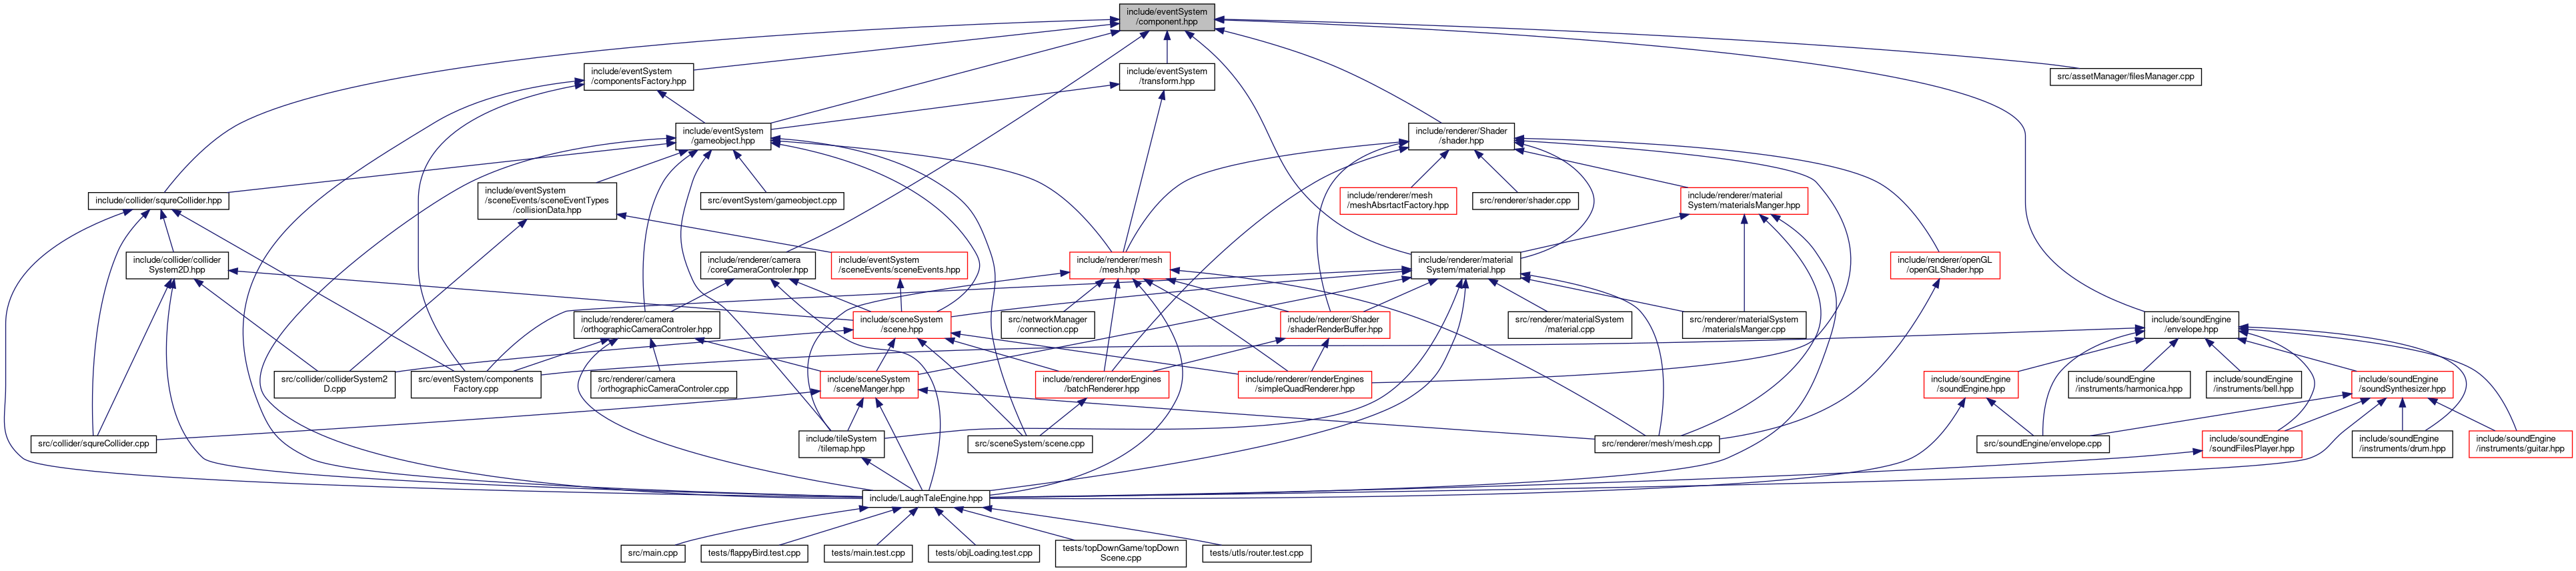 include/eventSystem
/component.hpp
include/eventSystem
/componentsFactory.hpp
include/eventSystem
/transform.hpp
src/assetManager/filesManager.cpp
include/eventSystem
/gameobject.hpp
include/renderer/Shader
/shader.hpp
include/collider/squreCollider.hpp
include/eventSystem
/sceneEvents/sceneEventTypes
/collisionData.hpp
src/eventSystem/gameobject.cpp
include/renderer/mesh
/meshAbsrtactFactory.hpp
src/renderer/shader.cpp
include/renderer/material
System/materialsManger.hpp
include/collider/collider
System2D.hpp
include/renderer/camera
/coreCameraControler.hpp
include/eventSystem
/sceneEvents/sceneEvents.hpp
include/renderer/mesh
/mesh.hpp
include/renderer/material
System/material.hpp
include/renderer/openGL
/openGLShader.hpp
include/renderer/camera
/orthographicCameraControler.hpp
include/sceneSystem
/scene.hpp
src/networkManager
/connection.cpp
include/renderer/Shader
/shaderRenderBuffer.hpp
src/renderer/materialSystem
/material.cpp
src/renderer/materialSystem
/materialsManger.cpp
include/soundEngine
/envelope.hpp
src/collider/colliderSystem2
D.cpp
src/eventSystem/components
Factory.cpp
src/renderer/camera
/orthographicCameraControler.cpp
include/sceneSystem
/sceneManger.hpp
include/renderer/renderEngines
/batchRenderer.hpp
include/renderer/renderEngines
/simpleQuadRenderer.hpp
include/soundEngine
/soundEngine.hpp
include/soundEngine
/instruments/harmonica.hpp
include/soundEngine
/instruments/bell.hpp
include/soundEngine
/soundSynthesizer.hpp
src/collider/squreCollider.cpp
include/tileSystem
/tilemap.hpp
src/sceneSystem/scene.cpp
src/renderer/mesh/mesh.cpp
src/soundEngine/envelope.cpp
include/soundEngine
/soundFilesPlayer.hpp
include/soundEngine
/instruments/drum.hpp
include/soundEngine
/instruments/guitar.hpp
include/LaughTaleEngine.hpp
src/main.cpp
tests/flappyBird.test.cpp
tests/main.test.cpp
tests/objLoading.test.cpp
tests/topDownGame/topDown
Scene.cpp
tests/utls/router.test.cpp